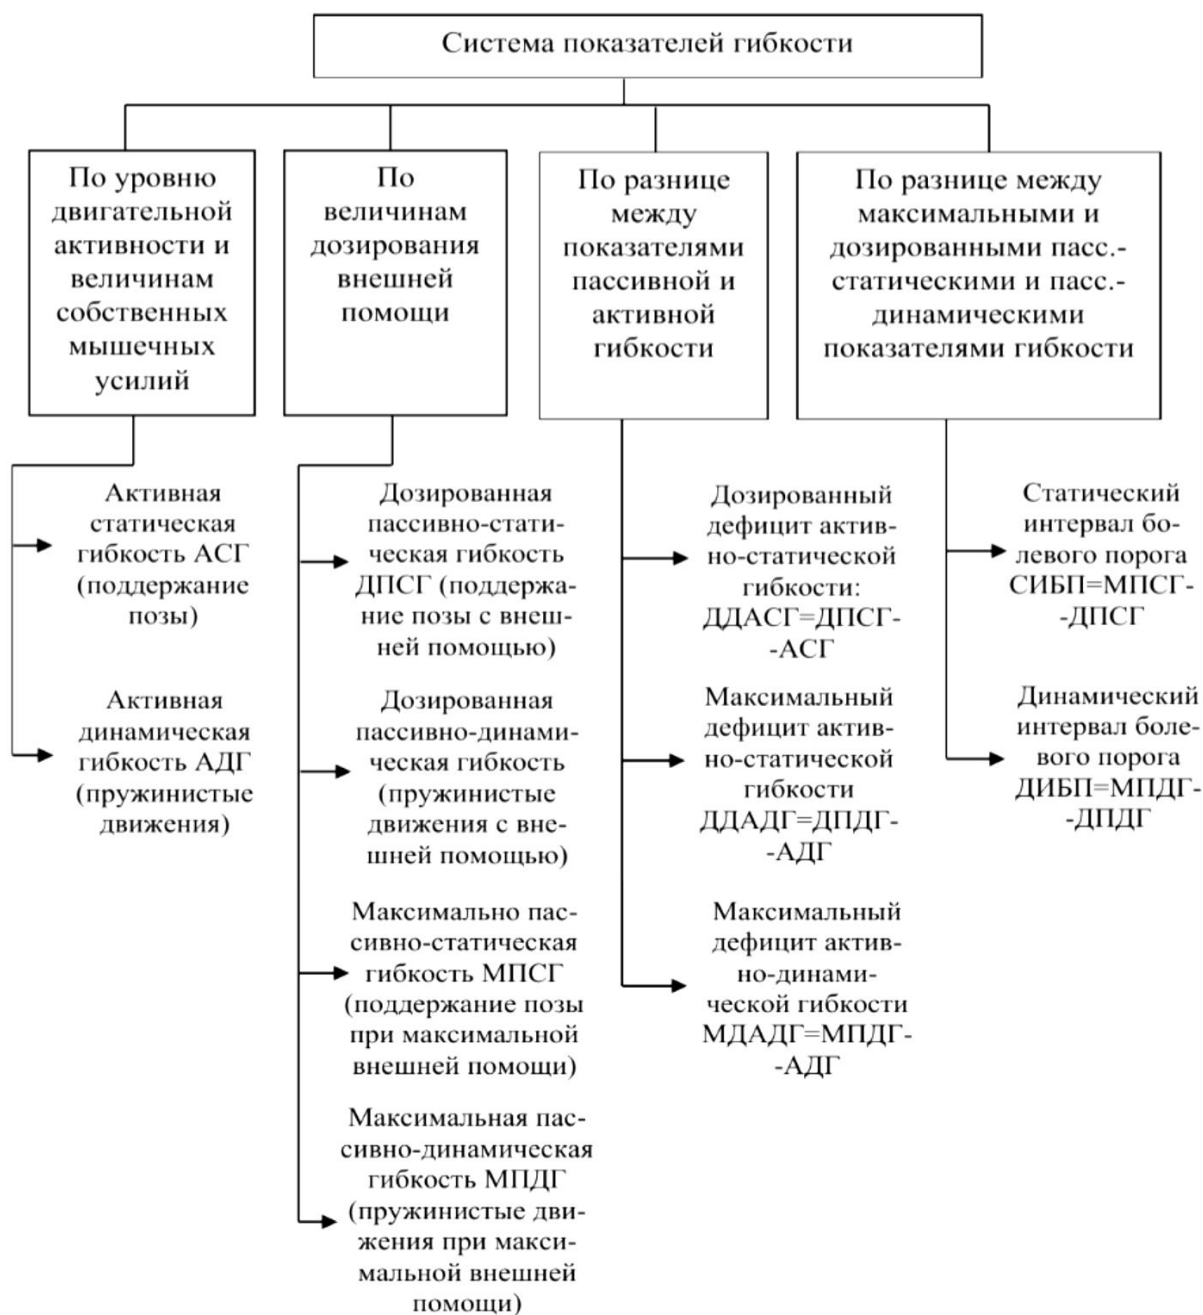 Система показателей гибкости
По уровню
двигательной
активности и
величинам
собственных
мышечных
усилий
По
величинам
дозирования
внешней
помощи
По разнице
между
показателями
пассивной и
активной
гибкости
По разнице между
максимальными и
дозированными пасс.-
статическими и пасс.-
динамическими
показателями гибкости
Активная
статическая
гибкость АСГ
(поддержание
позы)
Активная
динамическая
гибкость АДГ
(пружинистые
движения)
Дозированная
пассивно-стати-
ческая гибкость
ДПСГ (поддержа-
ние позы с внеш-
ней помощью)
Дозированная
пассивно-динами-
ческая гибкость
(пружинистые
движения с вне-
шней помощью)
Максимально пас-
сивно-статическая
гибкость МПСГ
(поддержание позы
при максимальной
внешней помощи)
Максимальная пас-
сивно-динамическая
гибкость МПДГ
(пружинистые дви-
жения при макси-
мальной внешней
помощи)
Дозированный
дефицит актив-
но-статической
гибкости:
ДДАСГ=ДПСГ-
-АСГ
Максимальный
дефицит актив-
но-статической
гибкости
ДДАДГ=ДПДГ-
-АДГ
Максимальный
дефицит актив-
но-динами-
ческой гибкости
МДАДГ=МПДГ-
-АДГ
Статический
интервал бо-
левого порога
СИБП=МПСГ-
-ДПСГ
Динамический
интервал боле-
вого порога
ДИБП=МПДГ-
-ДПДГ